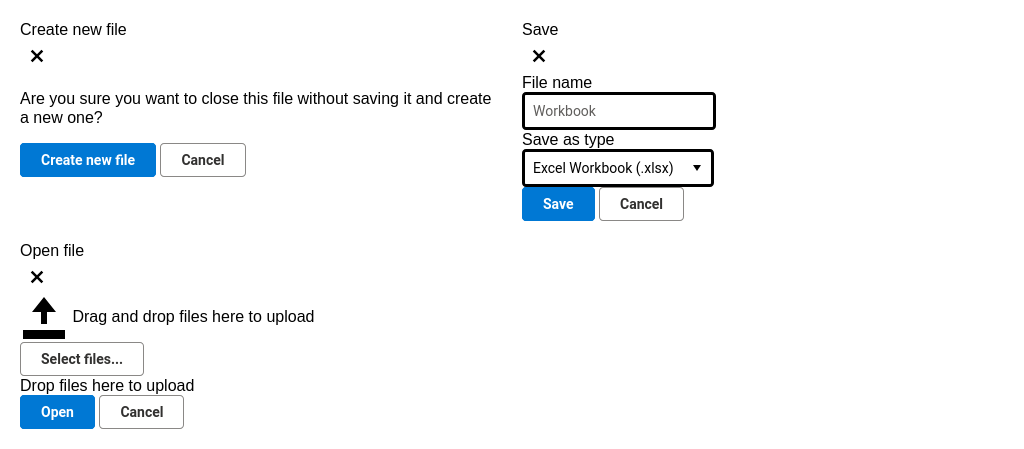 Create new file
Are you sure you want to close this file without saving it and create
a new one?
Create new file Cancel
Save
File name
Workbook
Save as type
Excel Workbook (.xlsx)
Save Cancel
Open file
Drag and drop files here to upload
Select files...
Drop files here to upload
Open Cancel